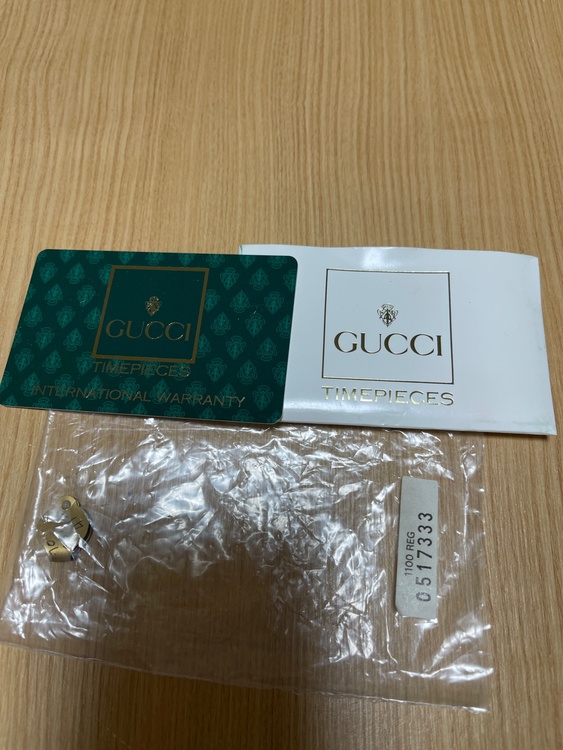 GUCCI
TIMEPIECES
INTERNATIONAL WARRANTY
GUCCI
TIMEPIECES
1100 REG
0517333